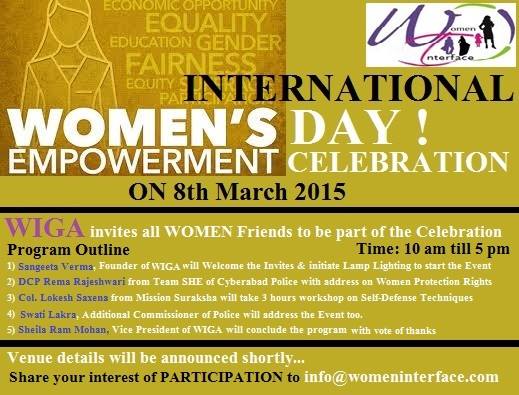 ECONOMIC OPPORTUNITY
EQUALITY
EDUCATION GENDER
FAIRNESS
EQUITY
PARTICIPATION
WOMEN'S
EMPOWERMENT
Women
Interface
INTERNATIONAL
DAY !
CELEBRATION
ON 8th March 2015
WIGA invites all WOMEN Friends to be part of the Celebration
Program Outline
Time: 10 am till 5 pm
1) Sangeeta Verma, Founder of WIGA will Welcome the Invites & initiate Lamp Lighting to start the Event
2) DCP Rema Rajeshwari from Team SHE of Cyberabad Police with address on Women Protection Rights
3) Col. Lokesh Saxena from Mission Suraksha will take 3 hours workshop on Self-Defense Techniques
4) Swati Lakra, Additional Commissioner of Police will address the Event too.
5) Sheila Ram Mohan, Vice President of WIGA will conclude the program with vote of thanks
Venue details will be announced shortly...
Share your interest of PARTICIPATION to info@womeninterface.com